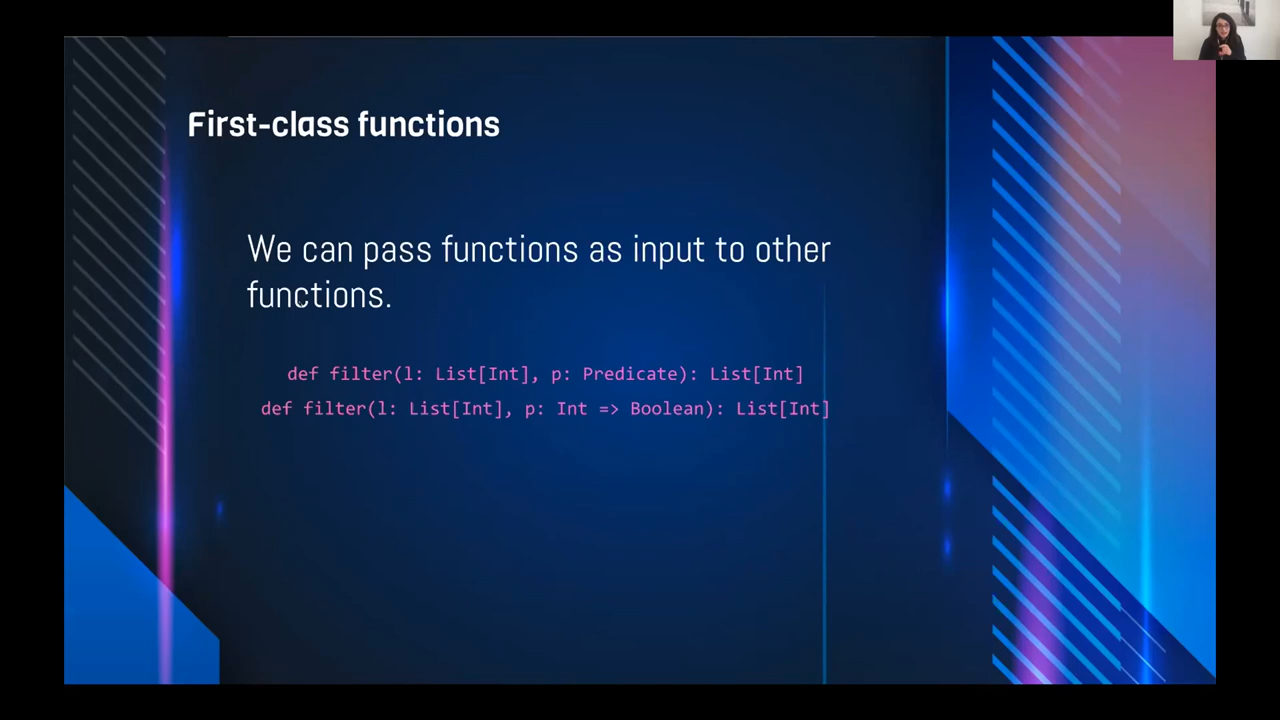 First-class functions
We can pass functions as input to other
functions.
def filter(l: List[Int], p: Predicate): List[Int]
def filter(l: List[Int], p: Int => Boolean): List[Int]